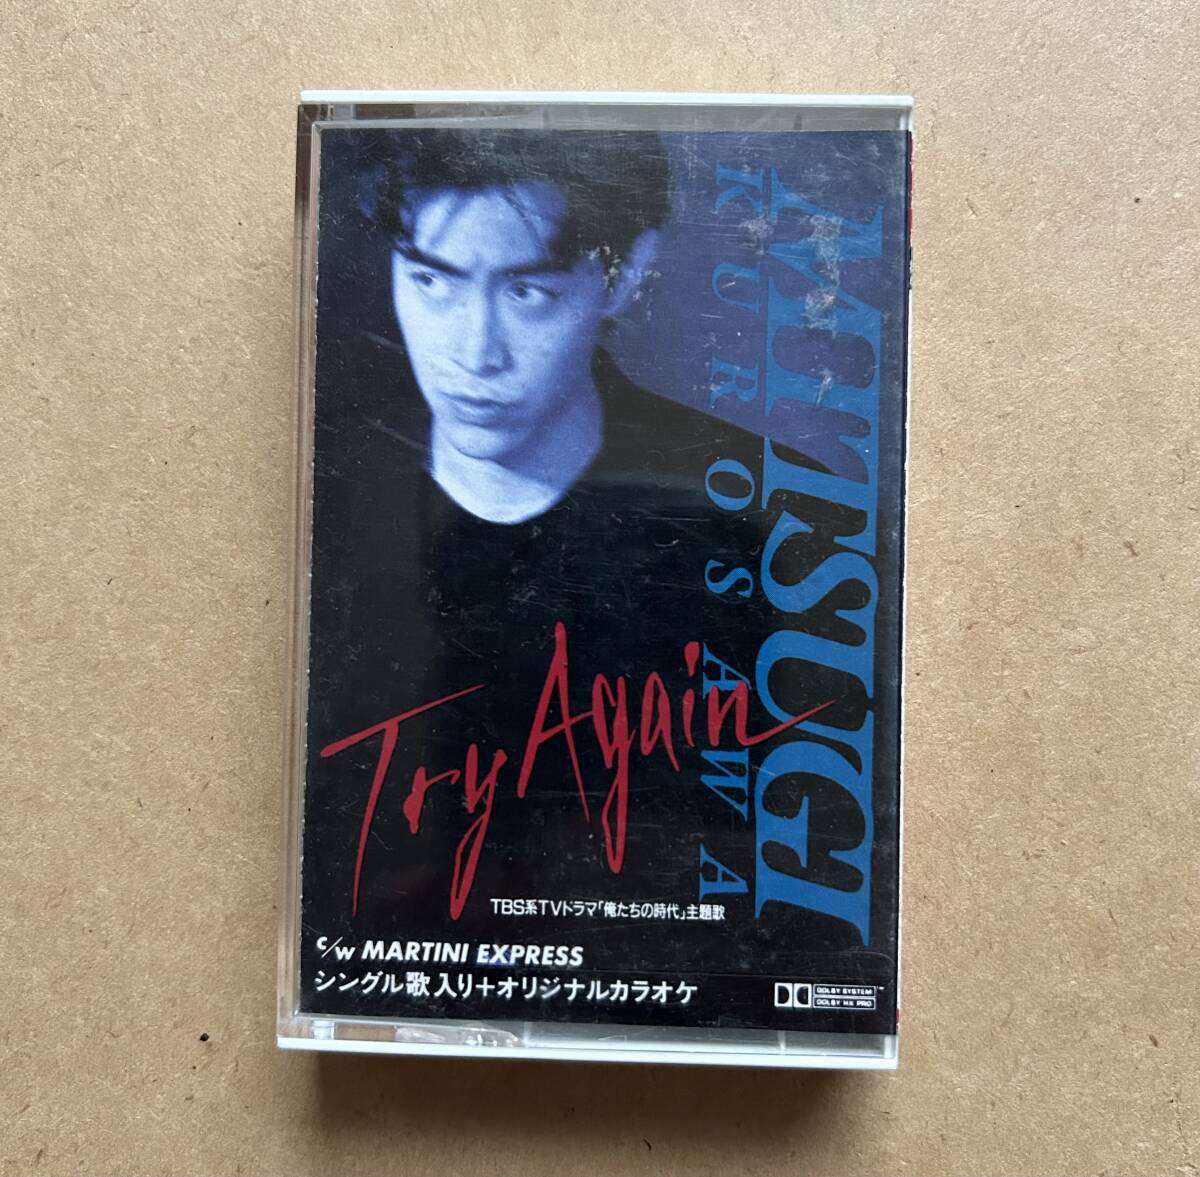 MUTSUGI
KUROSAWA
Try Again
TBS系TVドラマ「俺たちの時代」主題歌
c/w MARTINI EXPRESS
シングル歌入り+オリジナルカラオケ
DOLBY SYSTEM
DOLBY HX PRO